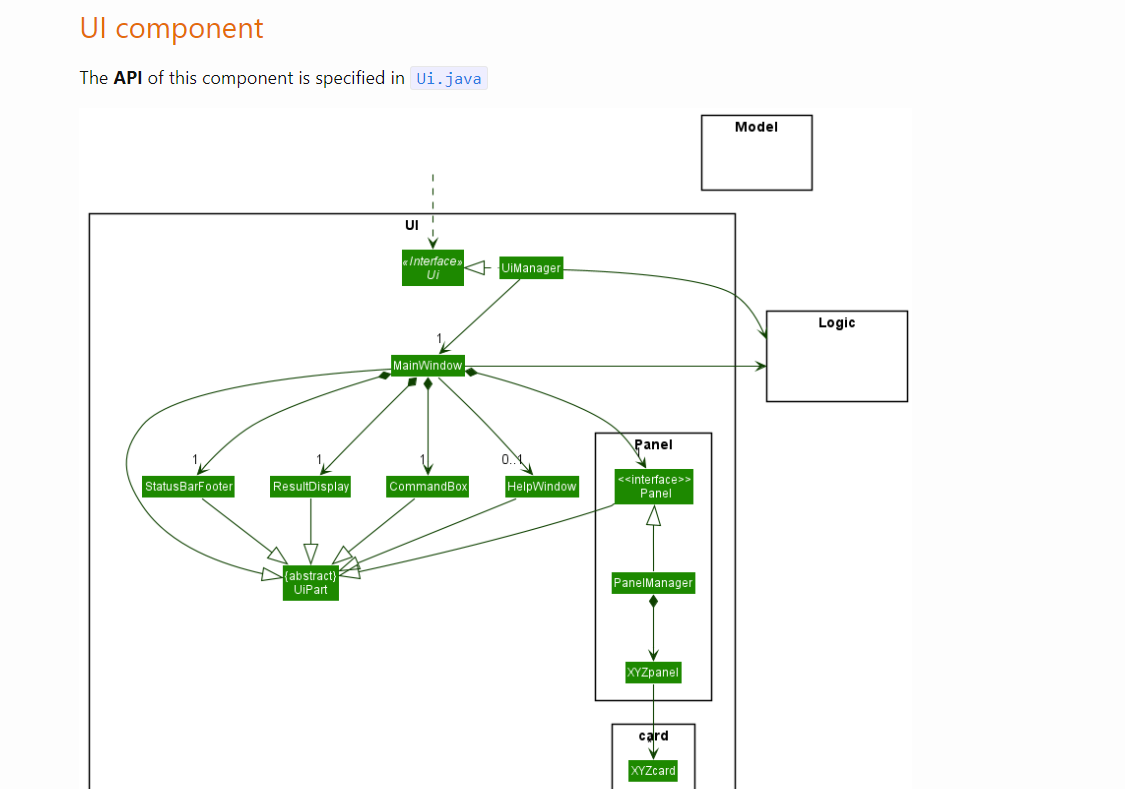 UI component
The API of this component is specified in Ui.java
Model
UI
«Interface»
Ui
UiManager
Logic
1
MainWindow
Panel
1
1
1
0..1
1
StatusBarFooter
ResultDisplay
CommandBox
HelpWindow
<<interface>>
Panel
{abstract}
UiPart
PanelManager
XYZpanel
card
XYZcard